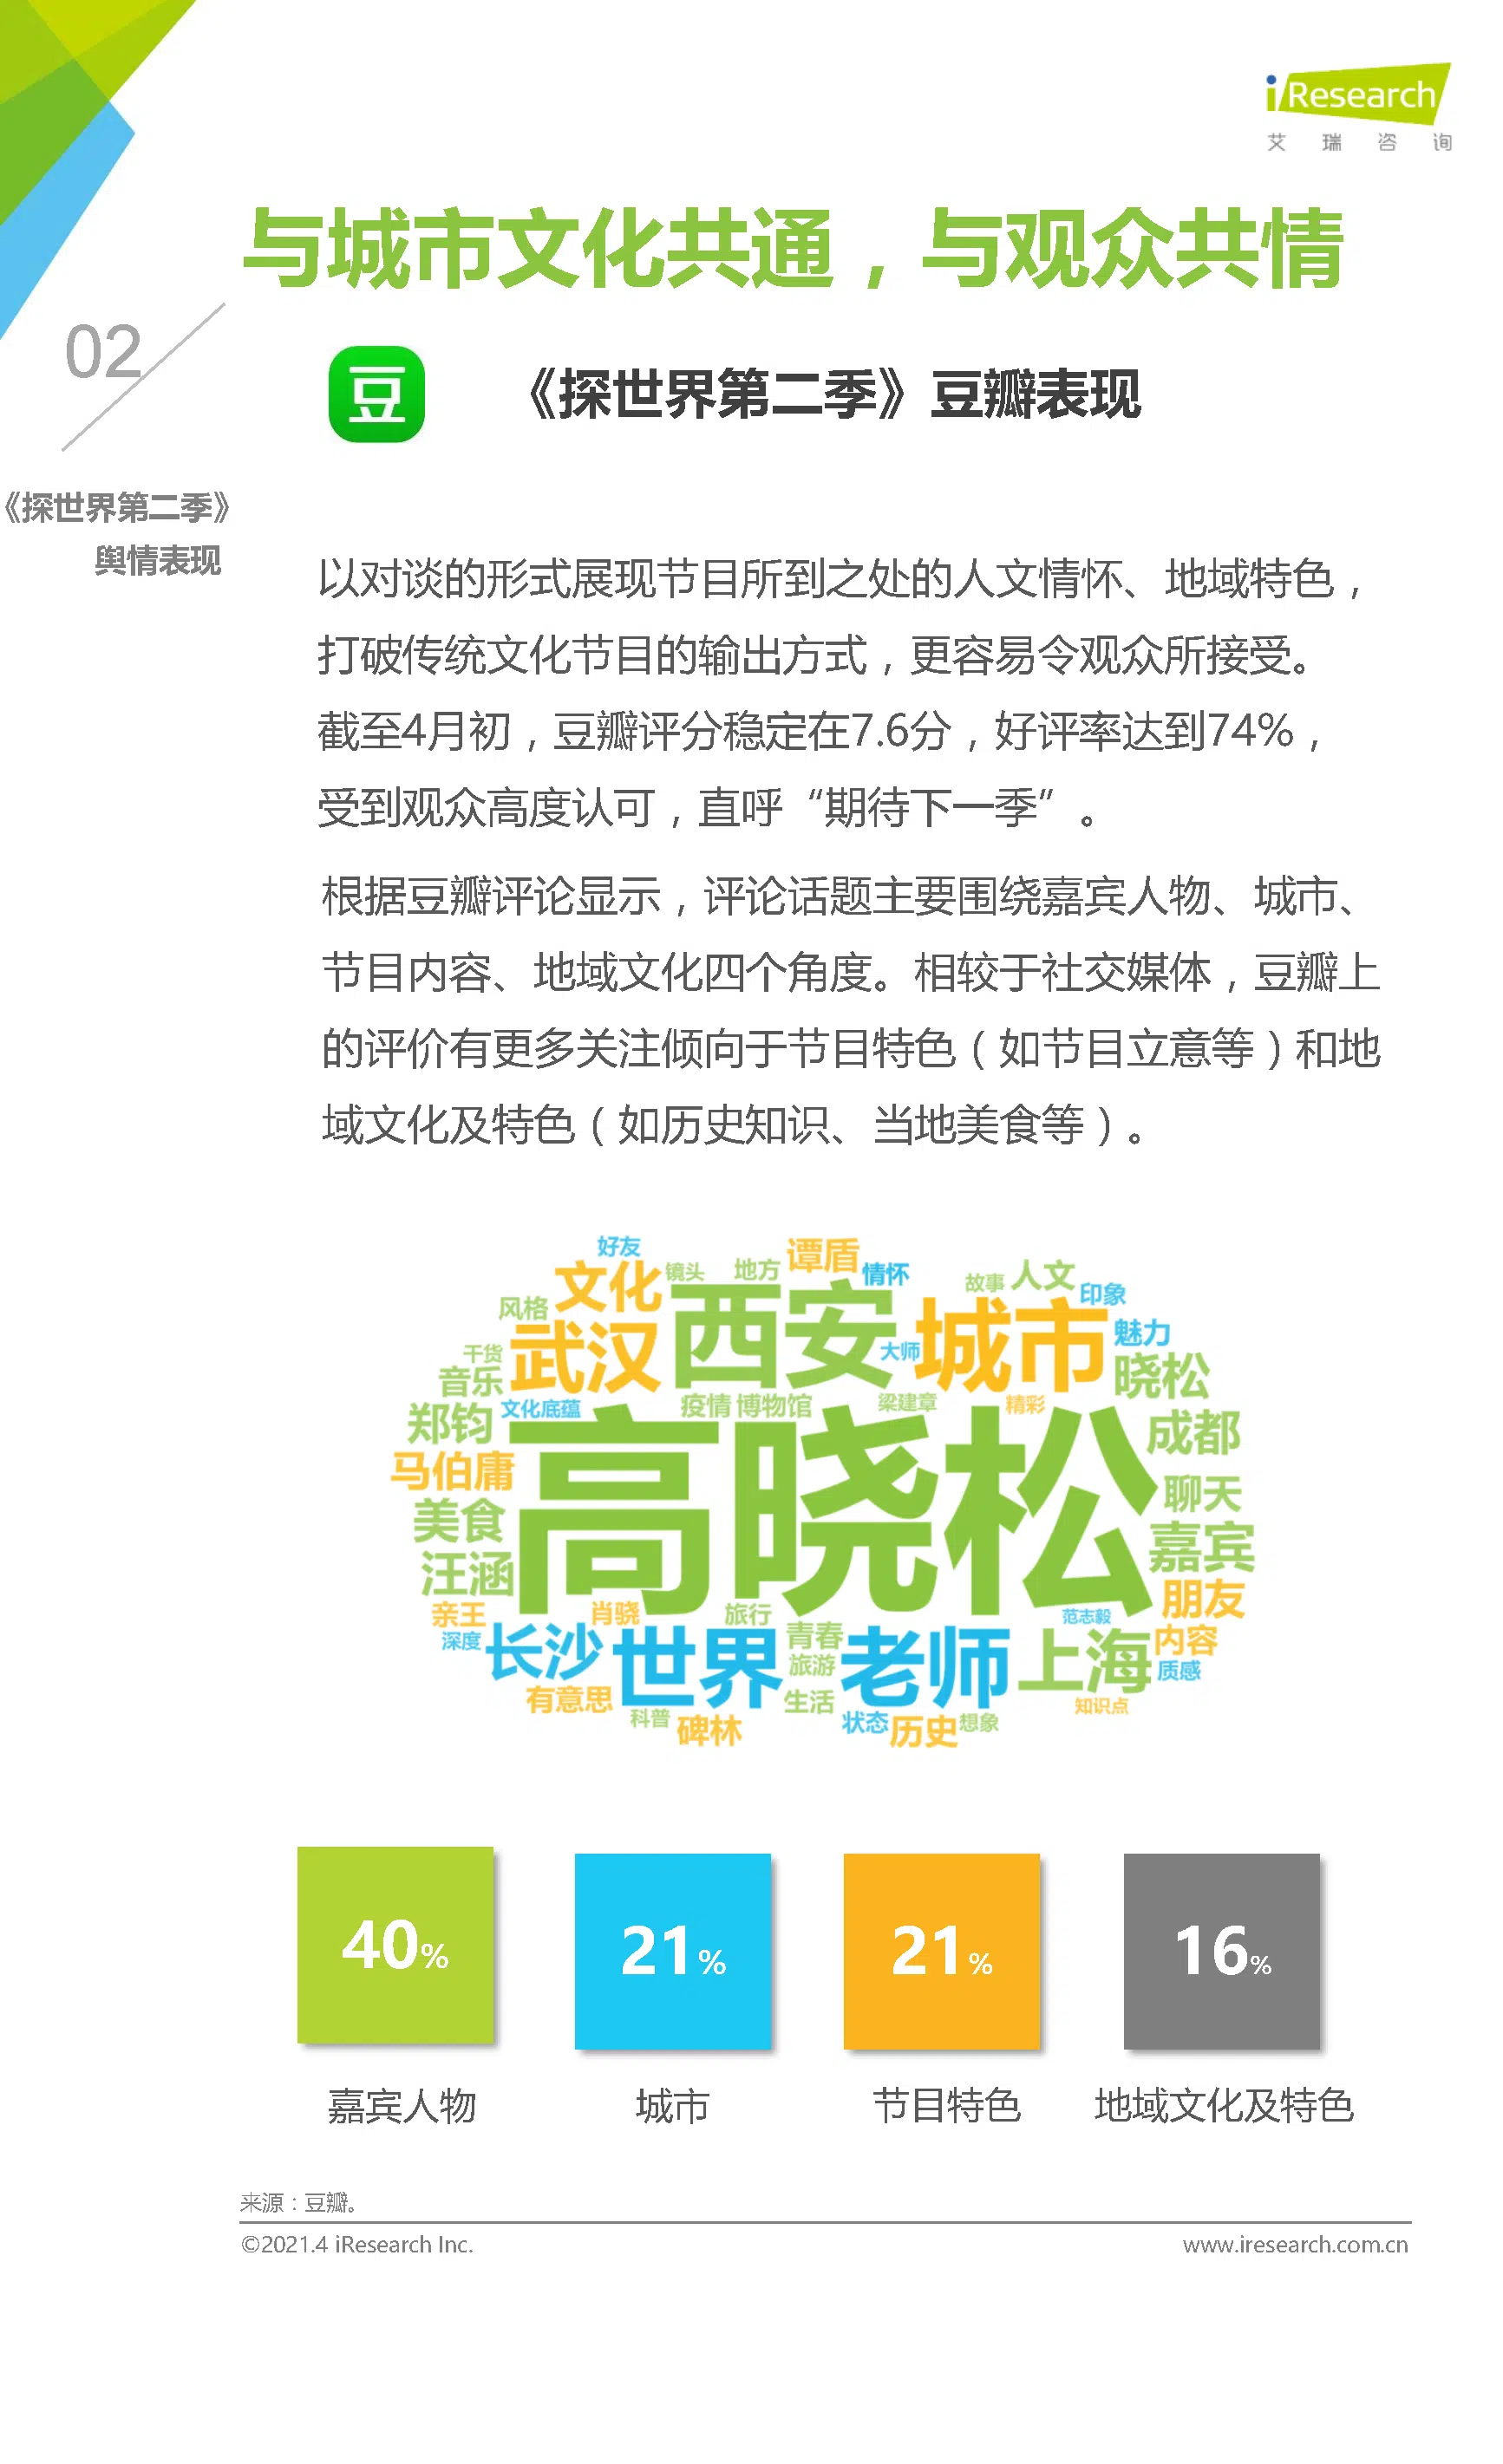 iResearch
艾瑞咨询
与城市文化共通，与观众共情
02
豆
《探世界第二季》豆瓣表现
《探世界第二季》
舆情表现
以对谈的形式展现节目所到之处的人文情怀、地域特色，
打破传统文化节目的输出方式，更容易令观众所接受。
截至4月初，豆瓣评分稳定在7.6分，好评率达到74%，
受到观众高度认可，直呼“期待下一季”。
根据豆瓣评论显示，评论话题主要围绕嘉宾人物、城市、
节目内容、地域文化四个角度。相较于社交媒体，豆瓣上
的评价有更多关注倾向于节目特色（如节目立意等）和地
域文化及特色（如历史知识、当地美食等）。
好友
文化
镜头
地方
谭盾
情怀
故事
人文
印象
风格
武汉
西安
大师
城市
魅力
干货
音乐
晓松
郑钧
文化底蕴
疫情
博物馆
梁建章
精彩
成都
马伯庸
高晓松
聊天
美食
嘉宾
汪涵
朋友
亲王
肖骁
旅行
范志毅
深度
长沙
世界
青春
老师
上海
内容
旅游
质感
有意思
生活
知识点
科普
碑林
状态
历史
想象
40%
21%
21%
16%
嘉宾人物
城市
节目特色
地域文化及特色
来源：豆瓣。
©2021.4 iResearch Inc.
www.iresearch.com.cn